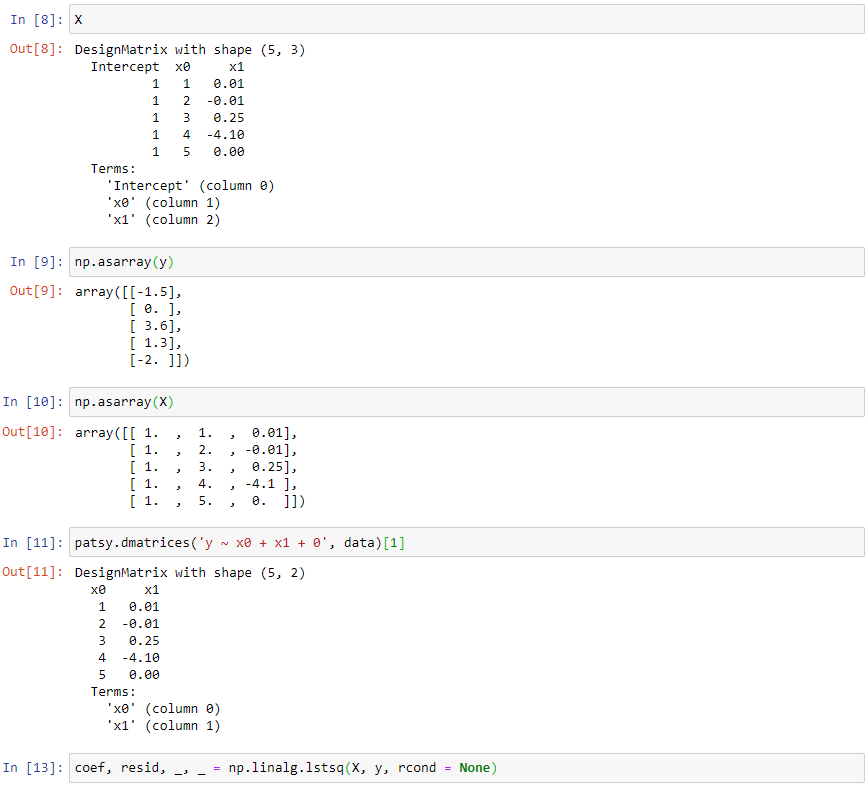 In [8]: X
Out[8]: DesignMatrix with shape (5, 3)
Intercept  x0     x1
        1   1   0.01
        1   2  -0.01
        1   3   0.25
        1   4  -4.10
        1   5   0.00
Terms:
'Intercept' (column 0)
'x0' (column 1)
'x1' (column 2)
In [9]: np.asarray(y)
Out[9]: array([[-1.5],
[ 0. ],
[ 3.6],
[ 1.3],
[-2. ]])
In [10]: np.asarray(X)
Out[10]: array([[ 1.  ,  1.  ,  0.01],
[ 1.  ,  2.  , -0.01],
[ 1.  ,  3.  ,  0.25],
[ 1.  ,  4.  , -4.1 ],
[ 1.  ,  5.  ,  0.  ]])
In [11]: patsy.dmatrices('y ~ x0 + x1 + 0', data)[1]
Out[11]: DesignMatrix with shape (5, 2)
x0     x1
 1   0.01
 2  -0.01
 3   0.25
 4  -4.10
 5   0.00
Terms:
'x0' (column 0)
'x1' (column 1)
In [13]: coef, resid, _, _ = np.linalg.lstsq(X, y, rcond = None)